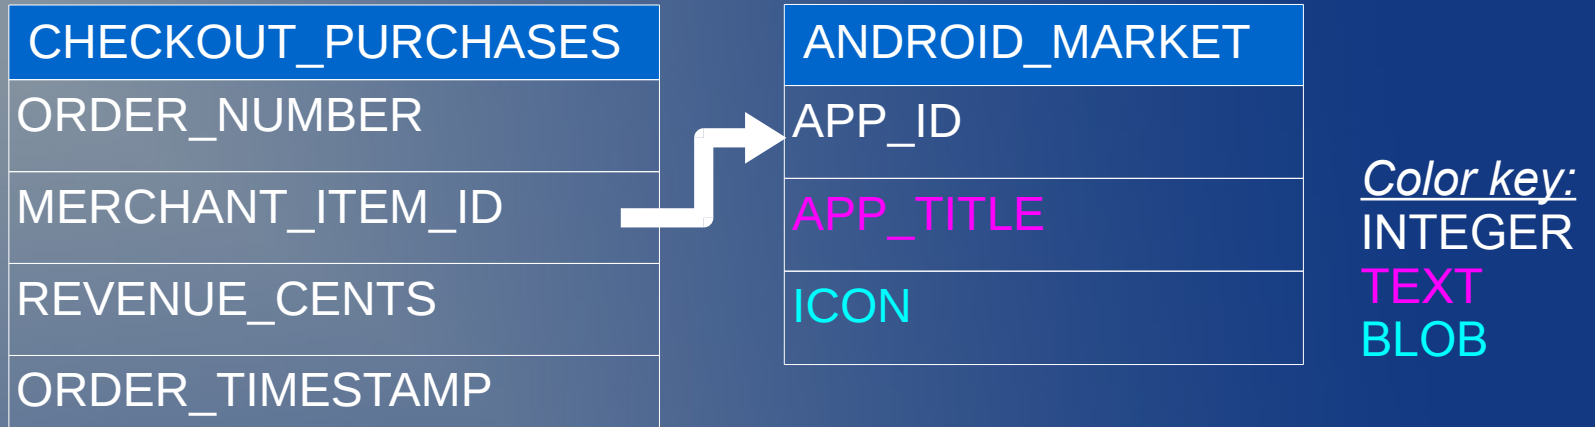 CHECKOUT_PURCHASES
ORDER_NUMBER
MERCHANT_ITEM_ID
REVENUE_CENTS
ORDER_TIMESTAMP
ANDROID_MARKET
APP_ID
APP_TITLE
ICON
Color key:
INTEGER
TEXT
BLOB